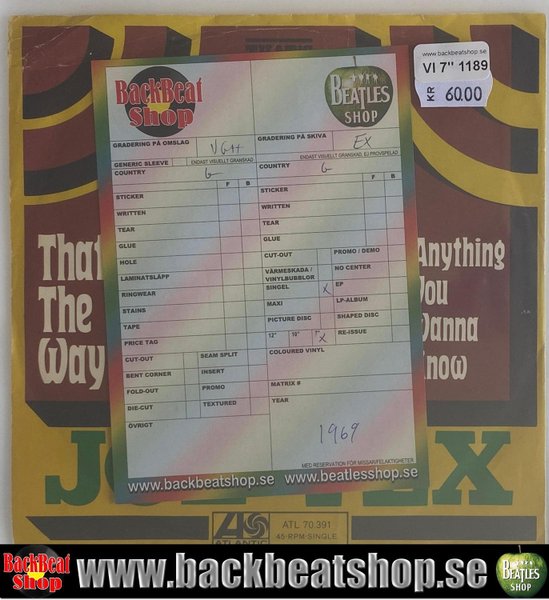 www.backbeatshop.se
VI 7" 1189
KR 60.00
BackBeat Shop
BEATLES SHOP
GRADERING PÅ OMSLAG VG++
GRADERING PÅ SKIVA EX
GENERIC SLEEVE
ENDAST VISUELLT GRANSKAD
ENDAST VISUELLT GRANSKAD, EJ PROVSPELAD
COUNTRY G
COUNTRY G
F B
F B
STICKER
STICKER
WRITTEN
WRITTEN
TEAR
TEAR
GLUE
GLUE
HOLE
CUT-OUT
PROMO / DEMO
LAMINATSLÄPP
VÄRMESKADA / VINYLBUBBLOR
NO CENTER
RINGWEAR
SINGEL X
EP
STAINS
MAXI
LP-ALBUM
TAPE
PICTURE DISC
SHAPED DISC
PRICE TAG
12" 10" 7" X
RE-ISSUE
CUT-OUT
SEAM SPLIT
COLOURED VINYL
BENT CORNER
INSERT
FOLD-OUT
PROMO
MATRIX #
DIE-CUT
TEXTURED
YEAR
ÖVRIGT
1969
MED RESERVATION FÖR MISSAR/FELAKTIGHETER
www.backbeatshop.se www.beatlesshop.se
That
The
Way
Anything
You
Wanna
Know
ATLANTIC
ATL 70.391
45-RPM-SINGLE
BackBeat Shop
www.backbeatshop.se
BEATLES SHOP